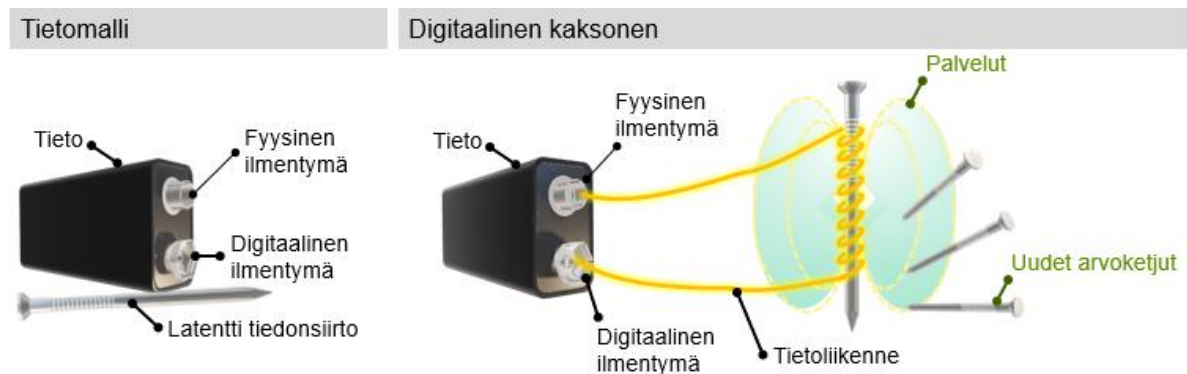 Tietomalli
Tieto
Fyysinen
ilmentymä
Digitaalinen
ilmentymä
Latentti tiedonsiirto
Digitaalinen kaksonen
Palvelut
Fyysinen
ilmentymä
Tieto
Uudet arvoketjut
Digitaalinen
ilmentymä
Tietoliikenne